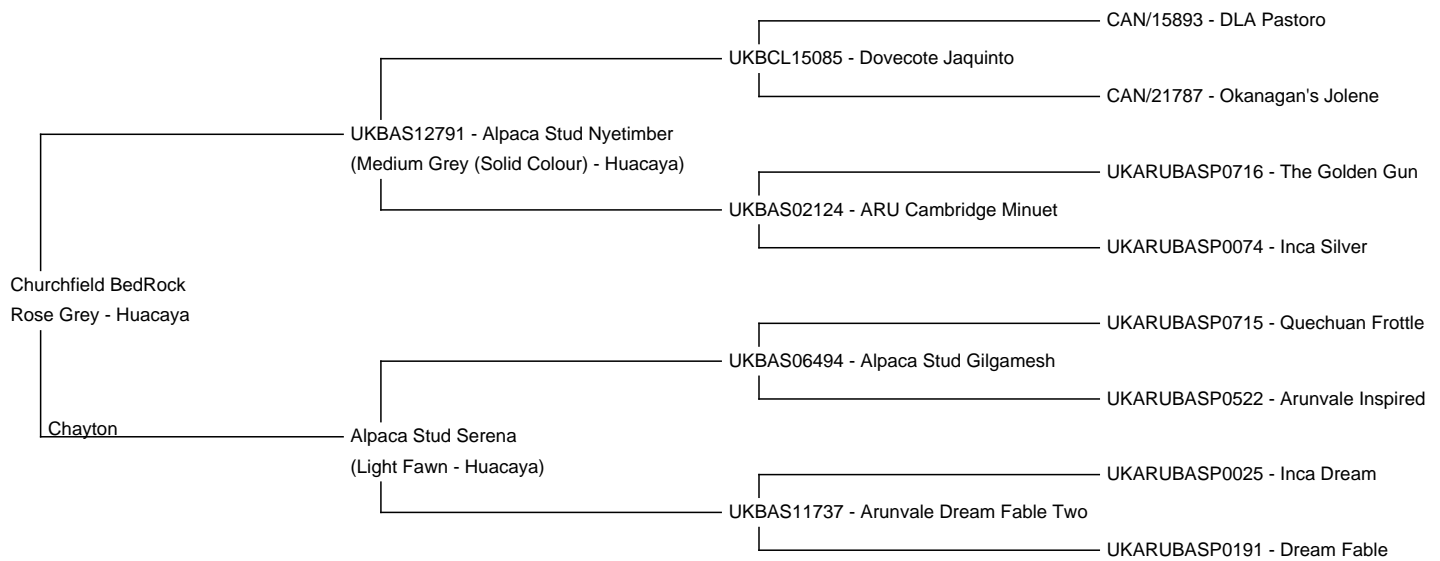 CAN/15893 - DLA Pastoro
UKBCL15085 - Dovecote Jaquinto
CAN/21787 - Okanagan's Jolene
UKBAS12791 - Alpaca Stud Nyetimber
(Medium Grey (Solid Colour) - Huacaya)
UKARUBASP0716 - The Golden Gun
UKBAS02124 - ARU Cambridge Minuet
UKARUBASP0074 - Inca Silver
Churchfield BedRock
Rose Grey - Huacaya
UKARUBASP0715 - Quechuan Frottle
UKBAS06494 - Alpaca Stud Gilgamesh
UKARUBASP0522 - Arunvale Inspired
Chayton
Alpaca Stud Serena
(Light Fawn - Huacaya)
UKARUBASP0025 - Inca Dream
UKBAS11737 - Arunvale Dream Fable Two
UKARUBASP0191 - Dream Fable